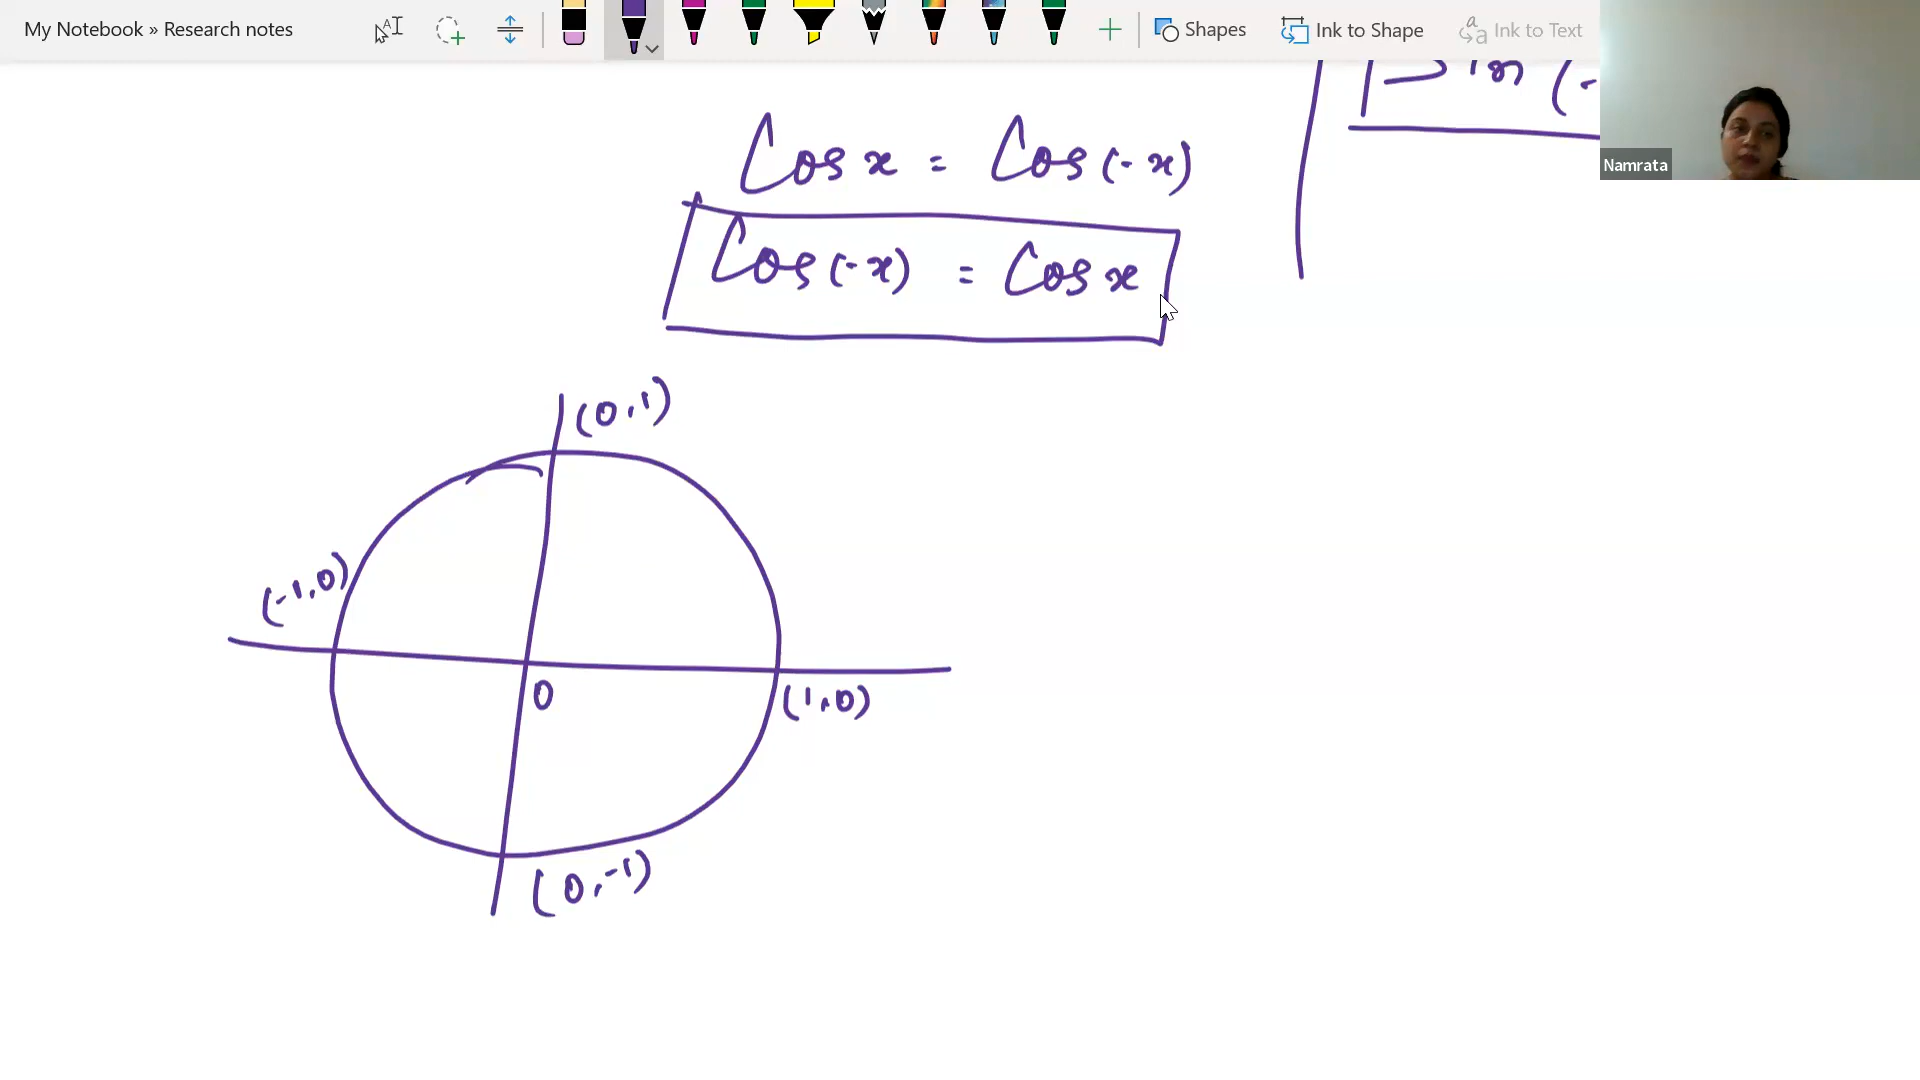 My Notebook » Research notes
Shapes
Ink to Shape
Ink to Text
Namrata
Sin (-
Cos x = Cos (-x)
Cos (-x) = Cos x
(0,1)
(-1,0)
0
(1,0)
(0,-1)